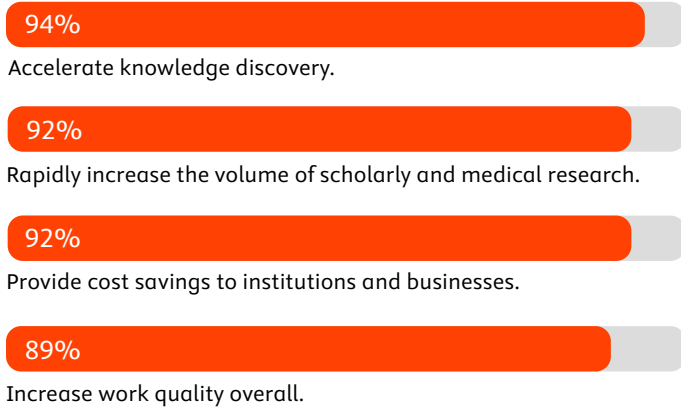 94%
Accelerate knowledge discovery.
92%
Rapidly increase the volume of scholarly and medical research.
92%
Provide cost savings to institutions and businesses.
89%
Increase work quality overall.